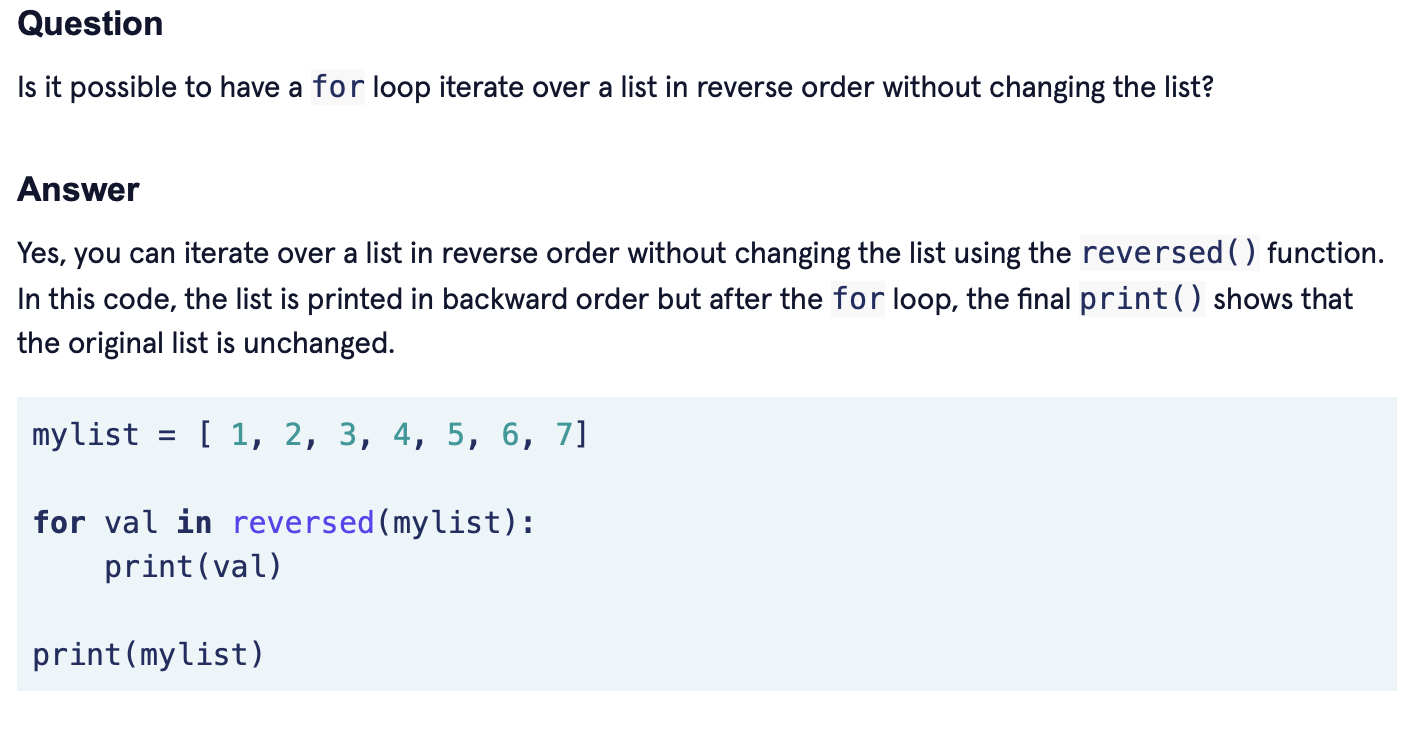 Question
Is it possible to have a for loop iterate over a list in reverse order without changing the list?
Answer
Yes, you can iterate over a list in reverse order without changing the list using the reversed() function.
In this code, the list is printed in backward order but after the for loop, the final print() shows that
the original list is unchanged.
mylist = [ 1, 2, 3, 4, 5, 6, 7]
for val in reversed(mylist):
    print(val)
print(mylist)